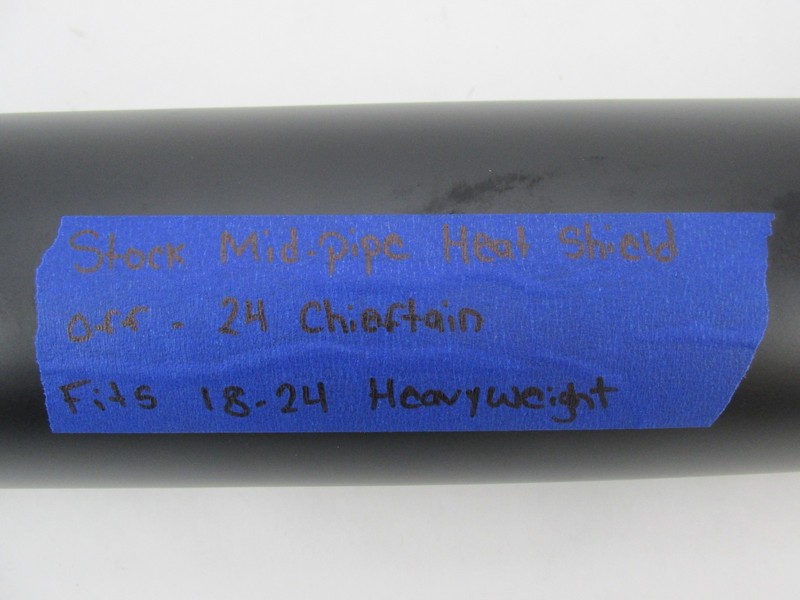 Stock Mid-pipe Heat Shield
off - 24 Chieftain
Fits 18-24 Heavyweight